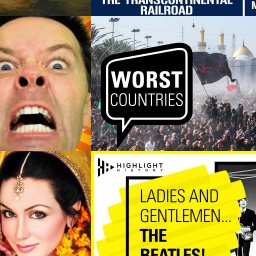 THE TRANSCONTINENTAL
RAILROAD
WORST
COUNTRIES
HIGHLIGHT
HISTORY
LADIES AND
GENTLEMEN...
THE
BEATLES!